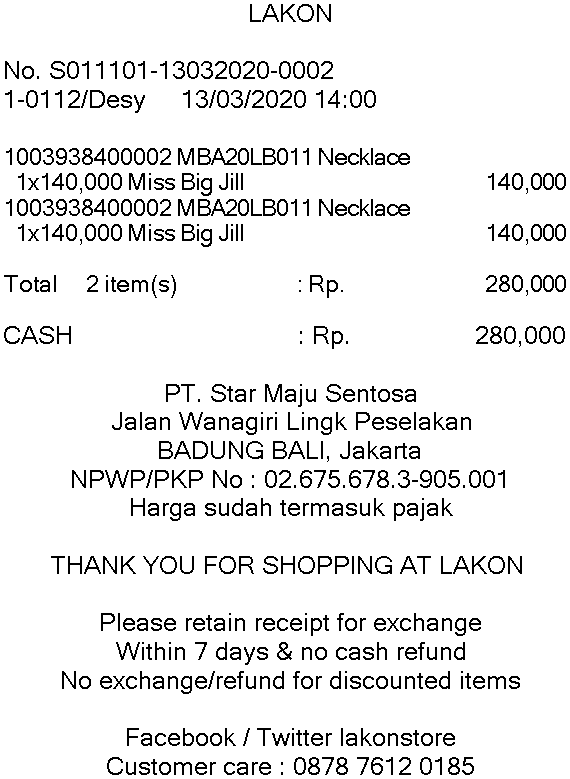 LAKON
No. S011101-13032020-0002
1-0112/Desy 13/03/2020 14:00
1003938400002 MBA20LB011 Necklace
1x140,000 Miss Big Jill 140,000
1003938400002 MBA20LB011 Necklace
1x140,000 Miss Big Jill 140,000
Total 2 item(s) : Rp. 280,000
CASH : Rp. 280,000
PT. Star Maju Sentosa
Jalan Wanagiri Lingk Peselakan
BADUNG BALI, Jakarta
NPWP/PKP No : 02.675.678.3-905.001
Harga sudah termasuk pajak
THANK YOU FOR SHOPPING AT LAKON
Please retain receipt for exchange
Within 7 days & no cash refund
No exchange/refund for discounted items
Facebook / Twitter lakonstore
Customer care : 0878 7612 0185